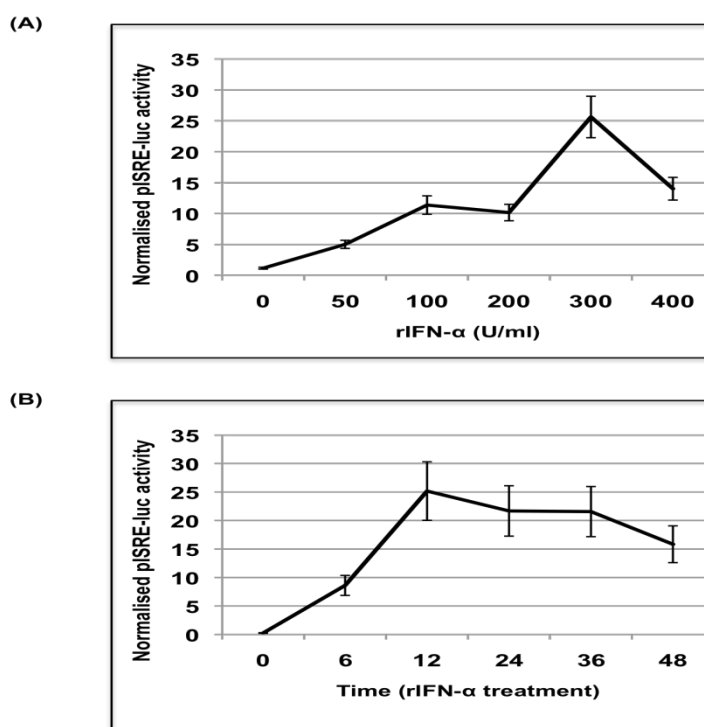 (A)
Normalised pISRE-luc activity
35
30
25
20
15
10
5
0
0 50 100 200 300 400
rIFN-α (U/ml)
(B)
Normalised pISRE-luc activity
35
30
25
20
15
10
5
0
0 6 12 24 36 48
Time (rIFN-α treatment)